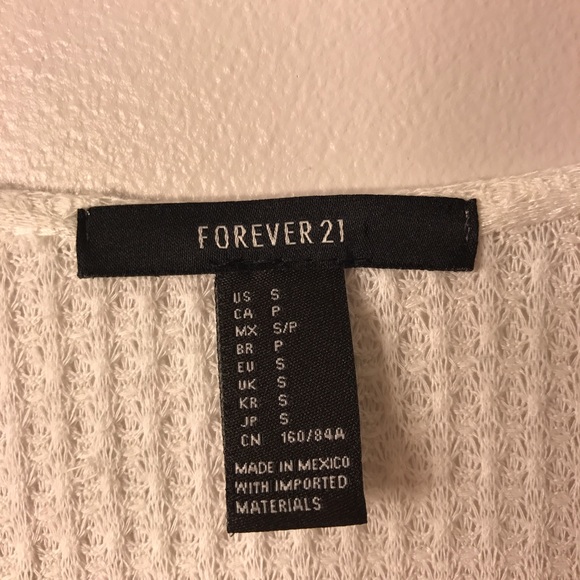 FOREVER 21
US S
CA P
MX S/P
BR P
EU S
UK S
KR S
JP S
CN 160/84A
MADE IN MEXICO
WITH IMPORTED
MATERIALS